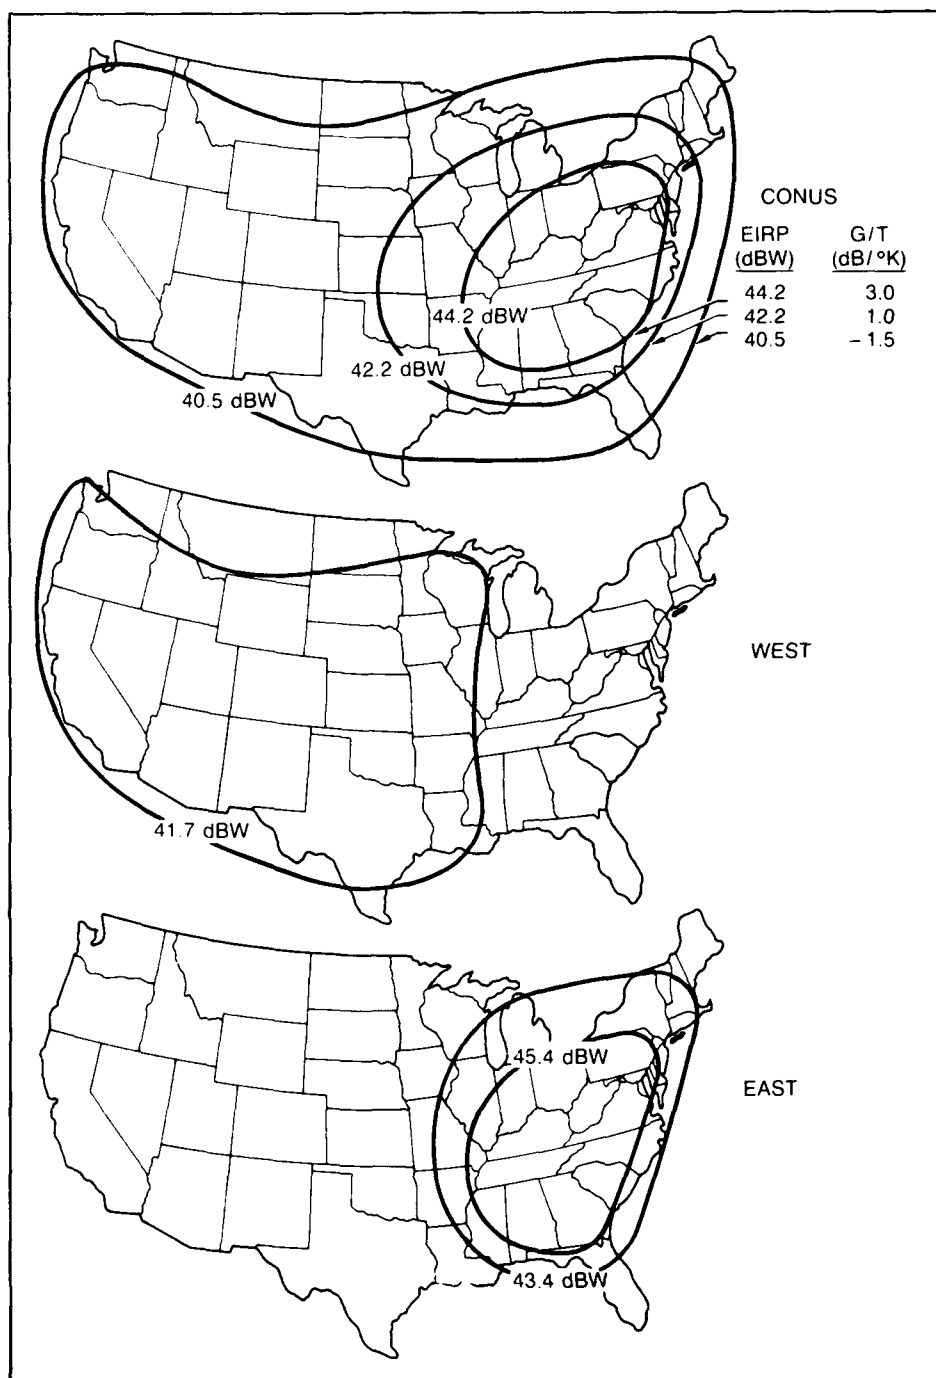 CONUS
EIRP G/T
(dBW) (dB/°K)
44.2 3.0
42.2 1.0
40.5 – 1.5
44.2 dBW
42.2 dBW
40.5 dBW
WEST
41.7 dBW
45.4 dBW
EAST
43.4 dBW